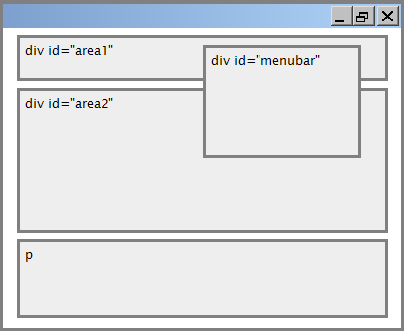 div id="area1"
div id="menubar"
div id="area2"
p